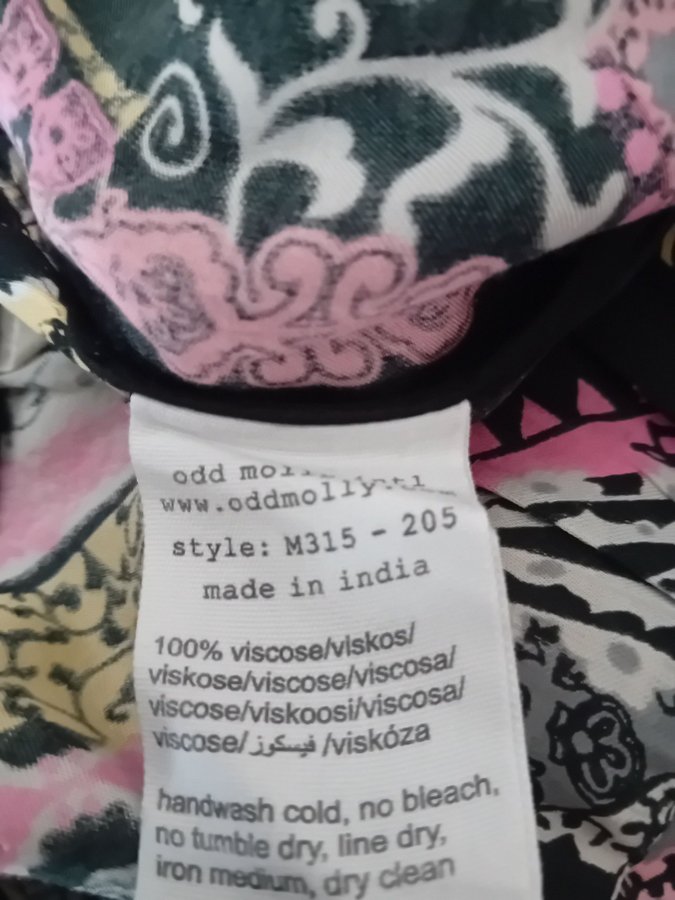 odd
www.oddmolly
style: M315 - 205
made in india
100% viscose/viskos/
viskose/viscose/viscosa/
viscose/viskoosi/viscosa/
viscose/فيسكوز/viskóza
handwash cold, no bleach,
no tumble dry, line dry,
iron medium, dry clean